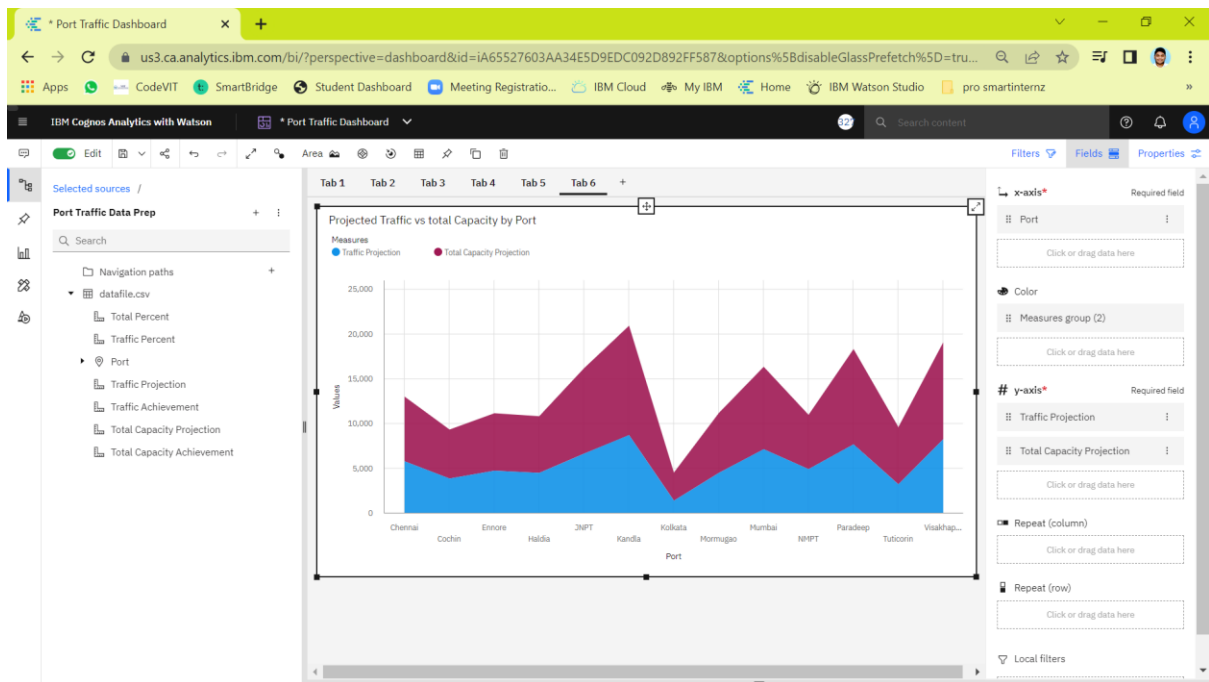 * Port Traffic Dashboard
us3.ca.analytics.ibm.com/bi/?perspective=dashboard&id=iA65527603AA34E5D9EDC092D892FF587&options%5BdisableGlassPrefetch%5D=tru...
Apps CodeVIT SmartBridge Student Dashboard Meeting Registratio... IBM Cloud My IBM Home IBM Watson Studio pro smartinternz »
IBM Cognos Analytics with Watson * Port Traffic Dashboard Search content
Edit Area Filters Fields Properties
Selected sources /
Port Traffic Data Prep
Search
Navigation paths
datafile.csv
Total Percent
Traffic Percent
Port
Traffic Projection
Traffic Achievement
Total Capacity Projection
Total Capacity Achievement
Tab 1 Tab 2 Tab 3 Tab 4 Tab 5 Tab 6 +
Projected Traffic vs total Capacity by Port
Measures
Traffic Projection Total Capacity Projection
25,000
20,000
15,000
10,000
5,000
0
Values
Chennai Ennore JNPT Kolkata Mumbai Paradeep Visakhap...
Cochin Haldia Kandla Mormugao NMPT Tuticorin
Port
x-axis* Required field
Port
Click or drag data here
Color
Measures group (2)
Click or drag data here
# y-axis* Required field
Traffic Projection
Total Capacity Projection
Click or drag data here
Repeat (column)
Click or drag data here
Repeat (row)
Click or drag data here
Local filters